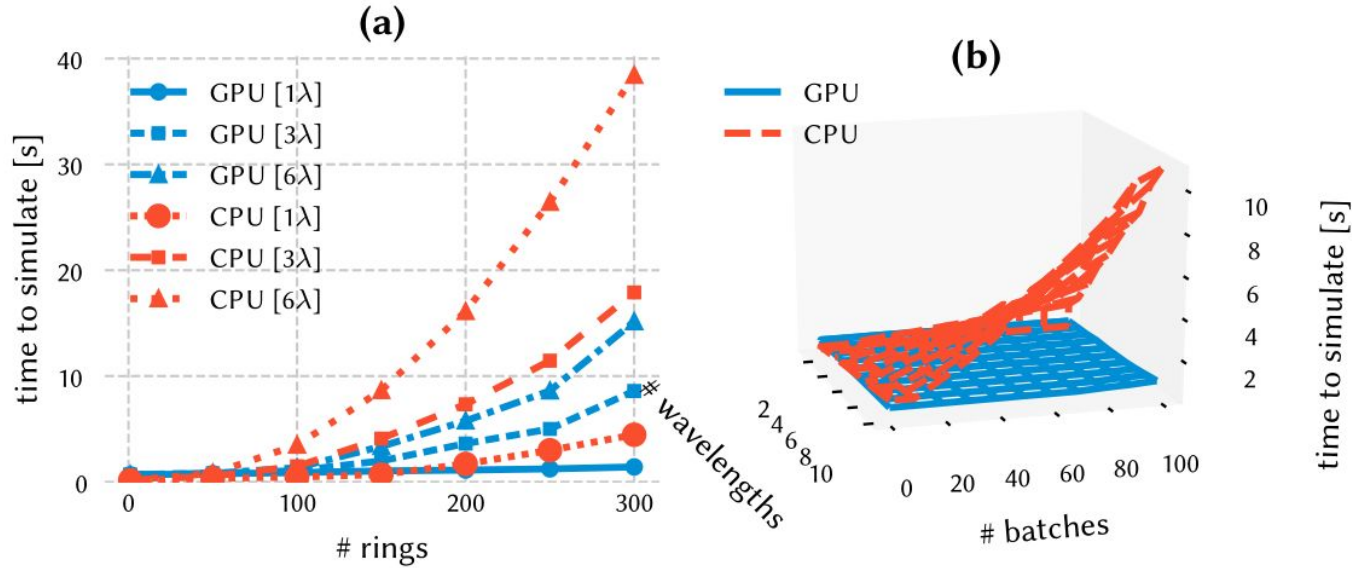 (a)
40
30
20
10
0
time to simulate [s]
GPU [1λ]
GPU [3λ]
GPU [6λ]
CPU [1λ]
CPU [3λ]
CPU [6λ]
0
100
200
300
# rings
(b)
GPU
CPU
10
8
6
4
2
time to simulate [s]
# wavelengths
2
4
6
8
10
0
20
40
60
80
100
# batches